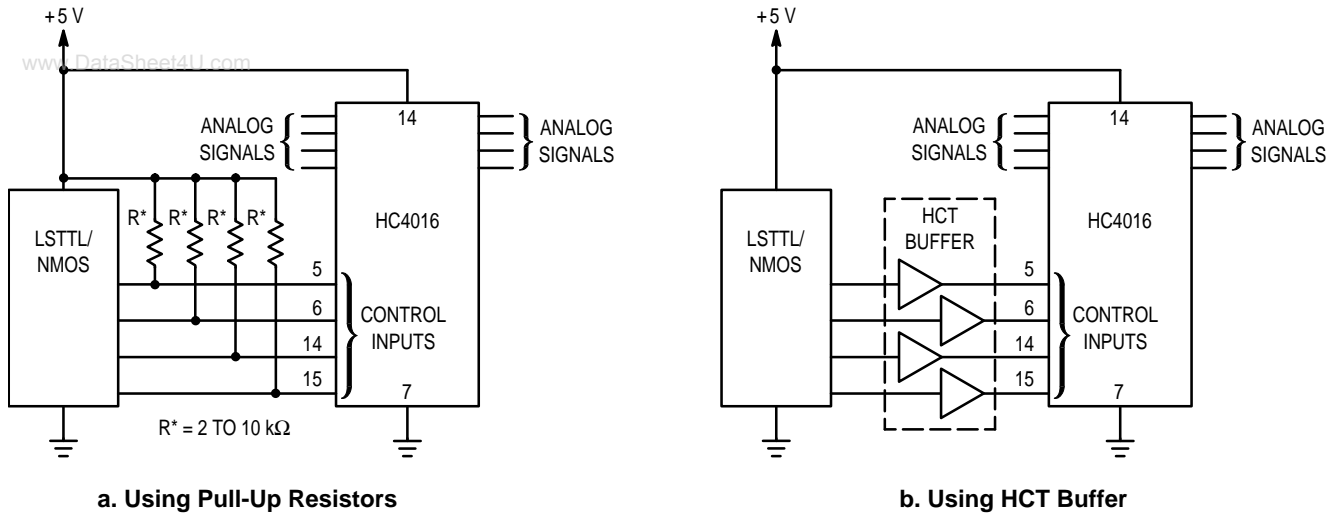 +5 V
www.DataSheet4U.com
14
ANALOG
SIGNALS
ANALOG
SIGNALS
R* R* R* R*
HC4016
LSTTL/
NMOS
5
6
14
15
CONTROL
INPUTS
7
R* = 2 TO 10 kΩ
a. Using Pull-Up Resistors
+5 V
14
ANALOG
SIGNALS
ANALOG
SIGNALS
HCT
BUFFER
HC4016
LSTTL/
NMOS
5
6
14
15
CONTROL
INPUTS
7
b. Using HCT Buffer